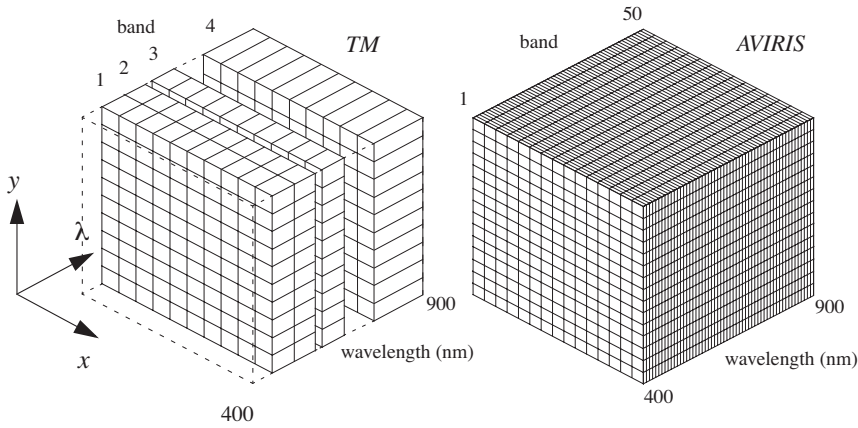 band
1
2
3
4
TM
y
λ
x
400
900
wavelength (nm)
50
band
AVIRIS
1
900
wavelength (nm)
400